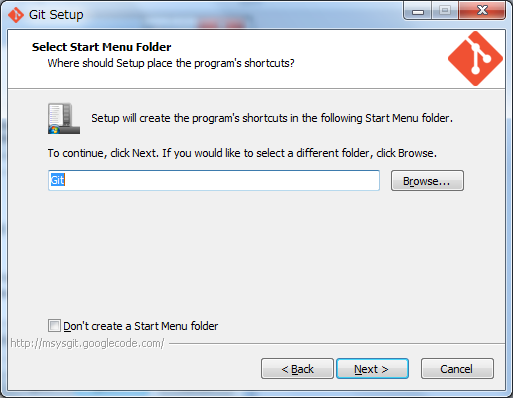 Git Setup
Select Start Menu Folder
Where should Setup place the program's shortcuts?
Setup will create the program's shortcuts in the following Start Menu folder.
To continue, click Next. If you would like to select a different folder, click Browse.
Git
Browse...
Don't create a Start Menu folder
http://msysgit.googlecode.com/
< Back
Next >
Cancel